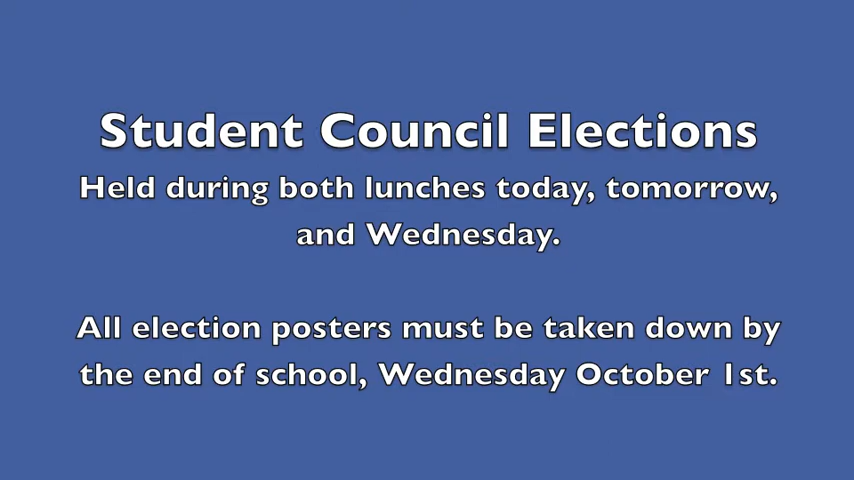 Student Council Elections
Held during both lunches today, tomorrow,
and Wednesday.
All election posters must be taken down by
the end of school, Wednesday October 1st.